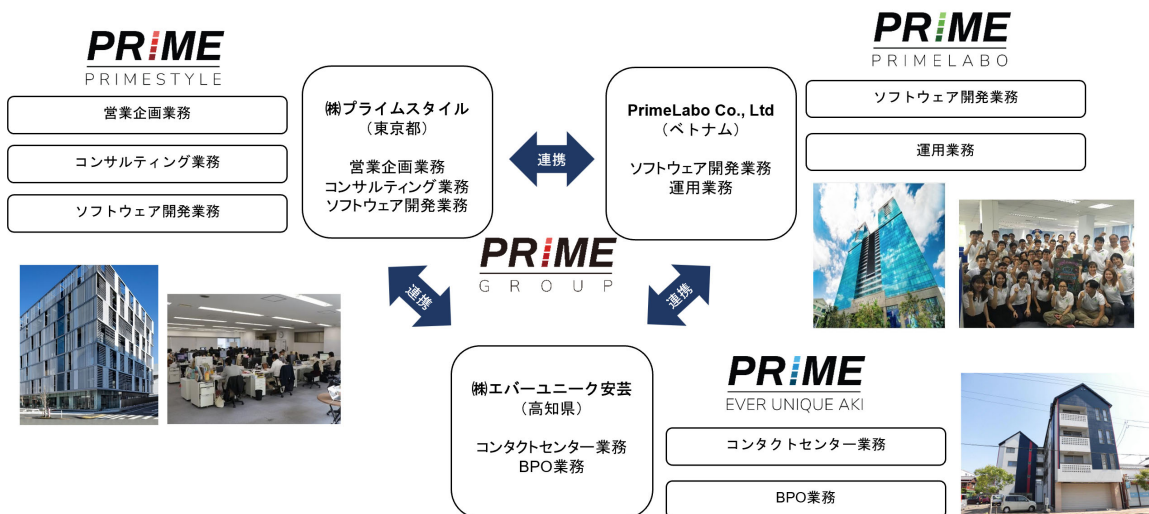 PRIME
PRIMESTYLE
営業企画業務
コンサルティング業務
ソフトウェア開発業務
㈱プライムスタイル
（東京都）
営業企画業務
コンサルティング業務
ソフトウェア開発業務
連携
PrimeLabo Co., Ltd
（ベトナム）
ソフトウェア開発業務
運用業務
PRIME
PRIMELABO
ソフトウェア開発業務
運用業務
PRIME
GROUP
連携
連携
㈱エバーユニーク安芸
（高知県）
コンタクトセンター業務
BPO業務
PRIME
EVER UNIQUE AKI
コンタクトセンター業務
BPO業務